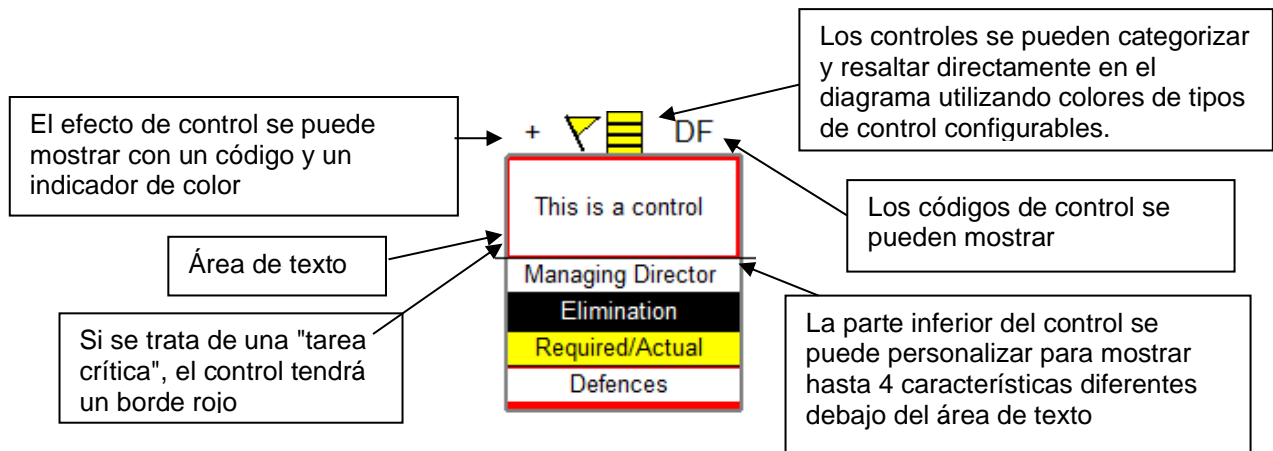 Los controles se pueden categorizar
y resaltar directamente en el
diagrama utilizando colores de tipos
de control configurables.
El efecto de control se puede
mostrar con un código y un
indicador de color
+ DF
This is a control
Los códigos de control se
pueden mostrar
Área de texto
Managing Director
Elimination
Required/Actual
Defences
Si se trata de una "tarea
crítica", el control tendrá
un borde rojo
La parte inferior del control se
puede personalizar para mostrar
hasta 4 características diferentes
debajo del área de texto